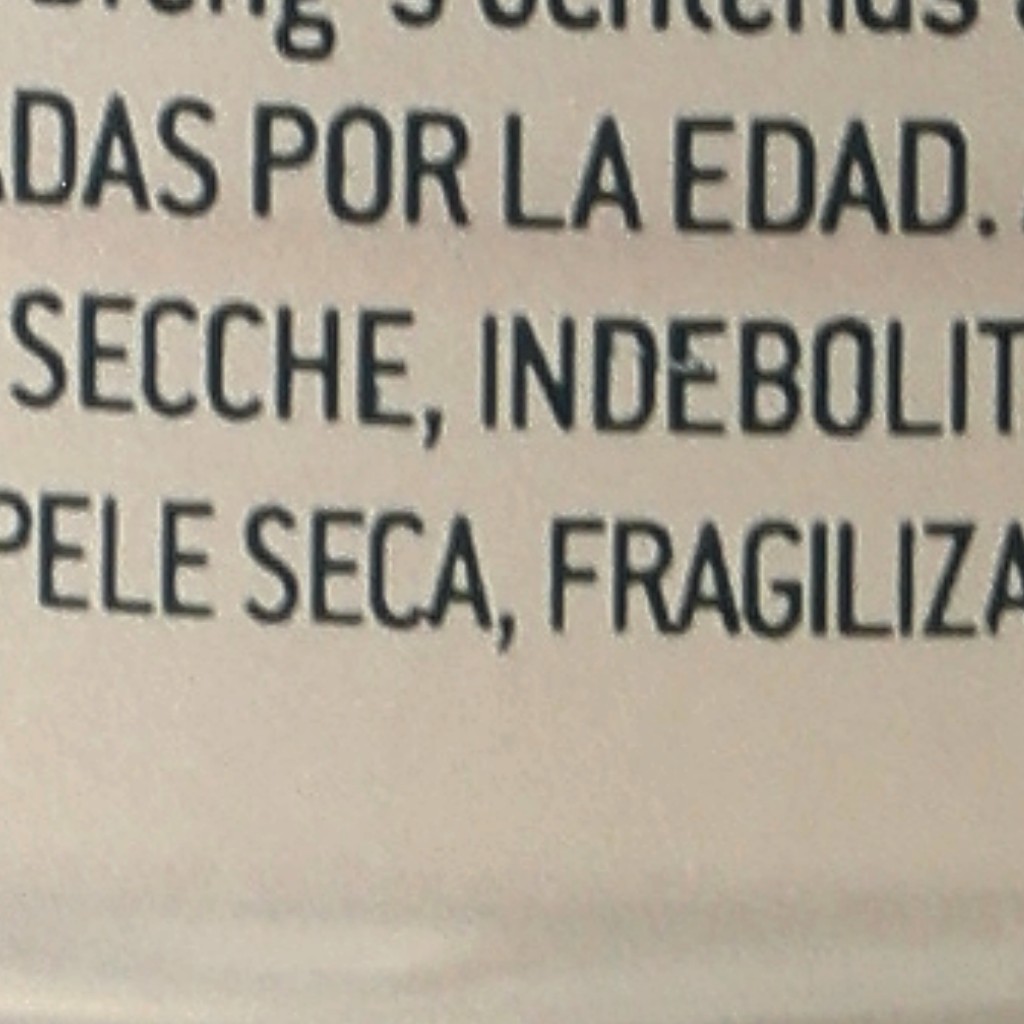 ADAS POR LA EDAD.
SECCHE, INDEBOLIT
PELE SECA, FRAGILIZA